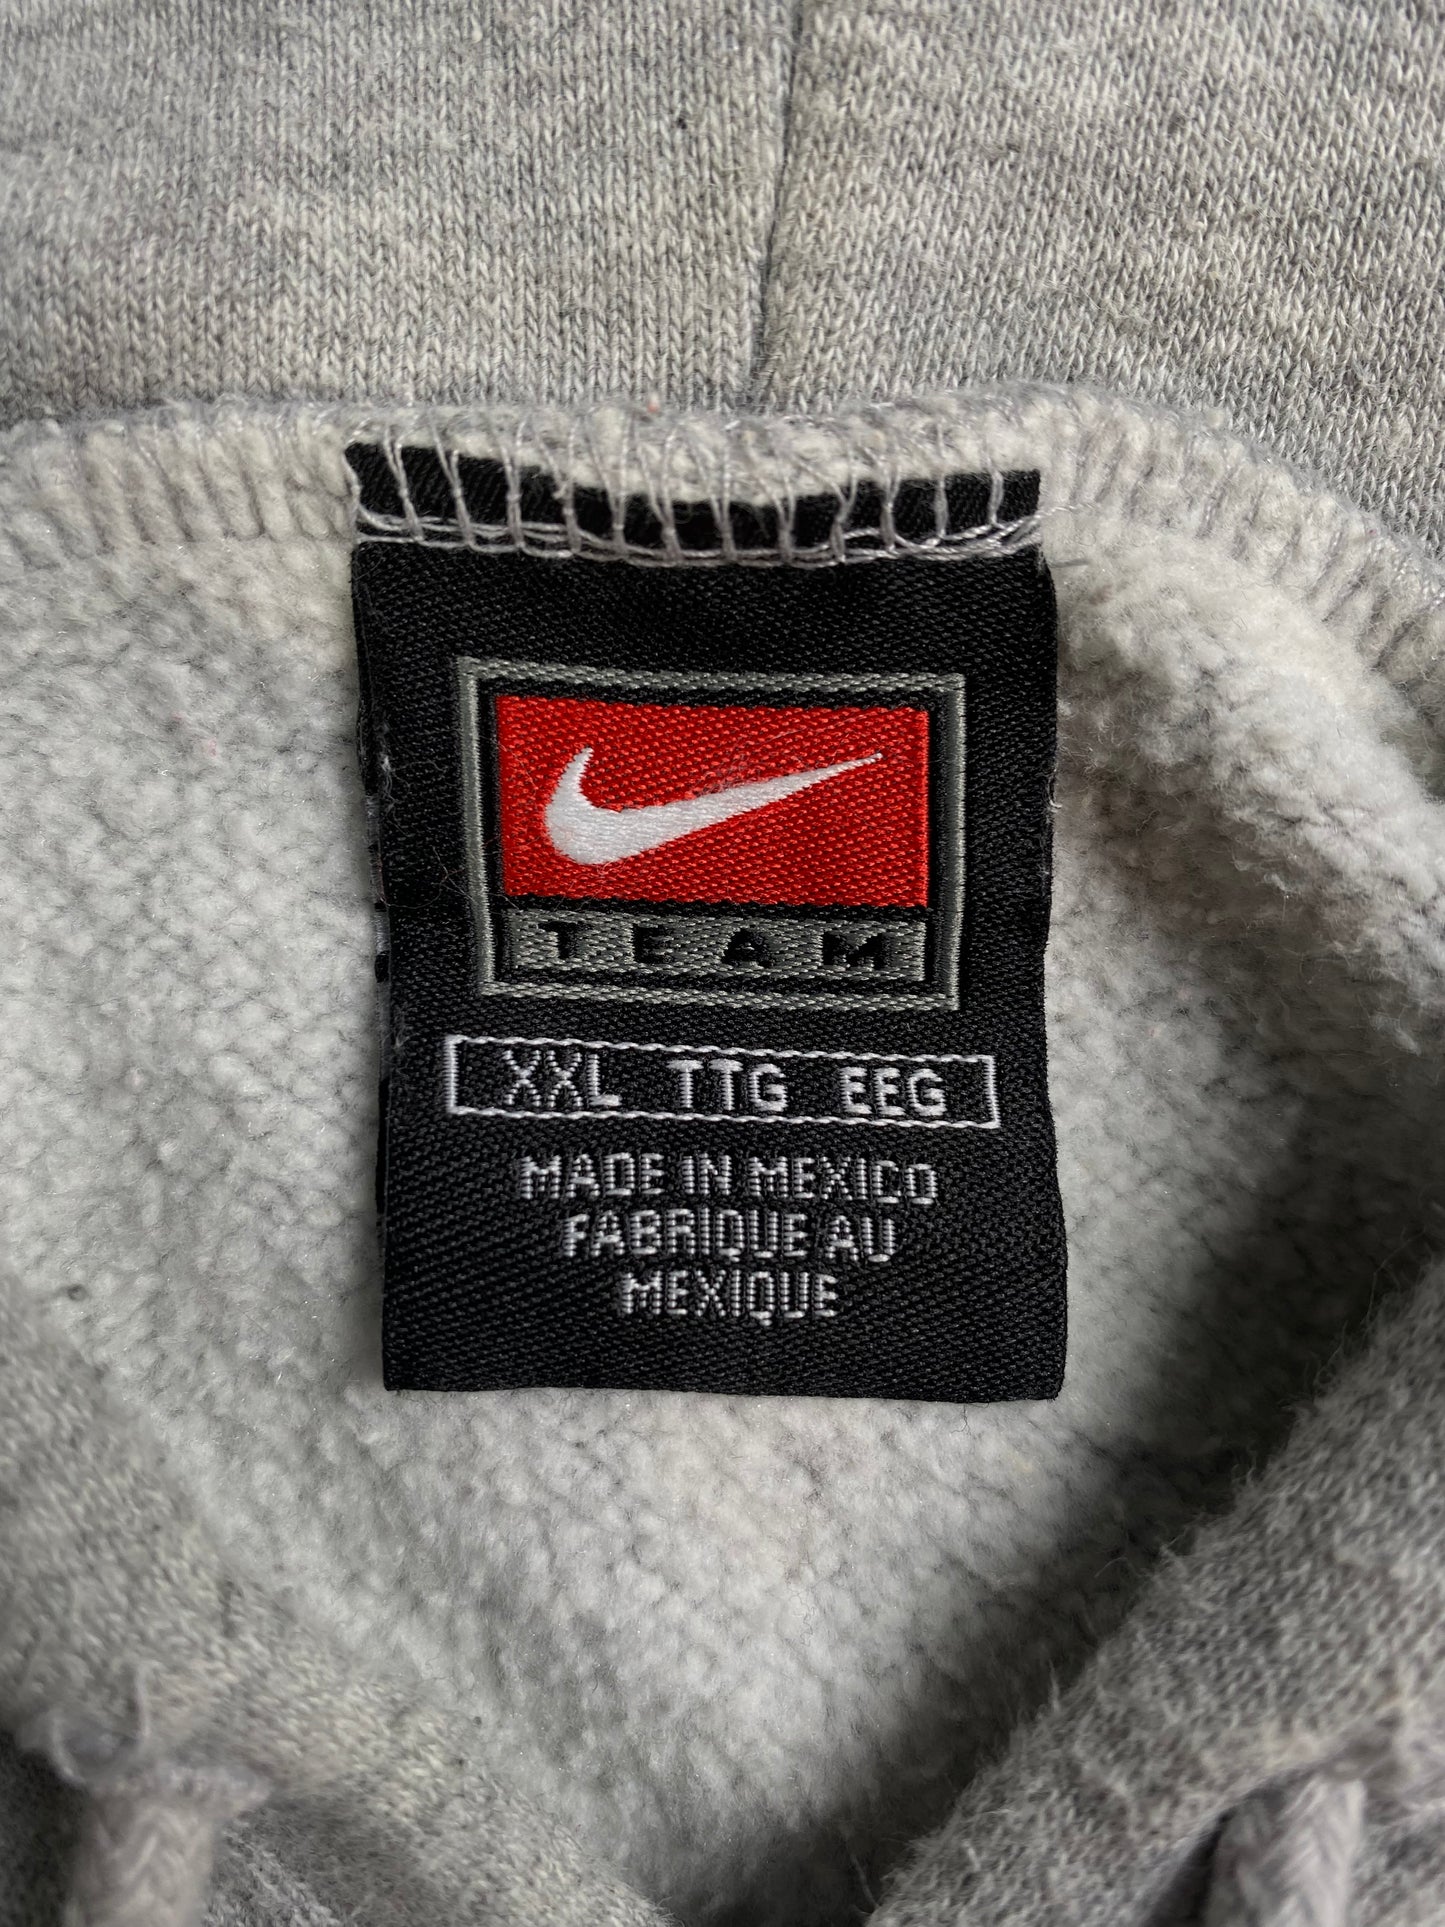 TEAM
XXL TTG EEG
MADE IN MEXICO
FABRIQUE AU
MEXIQUE